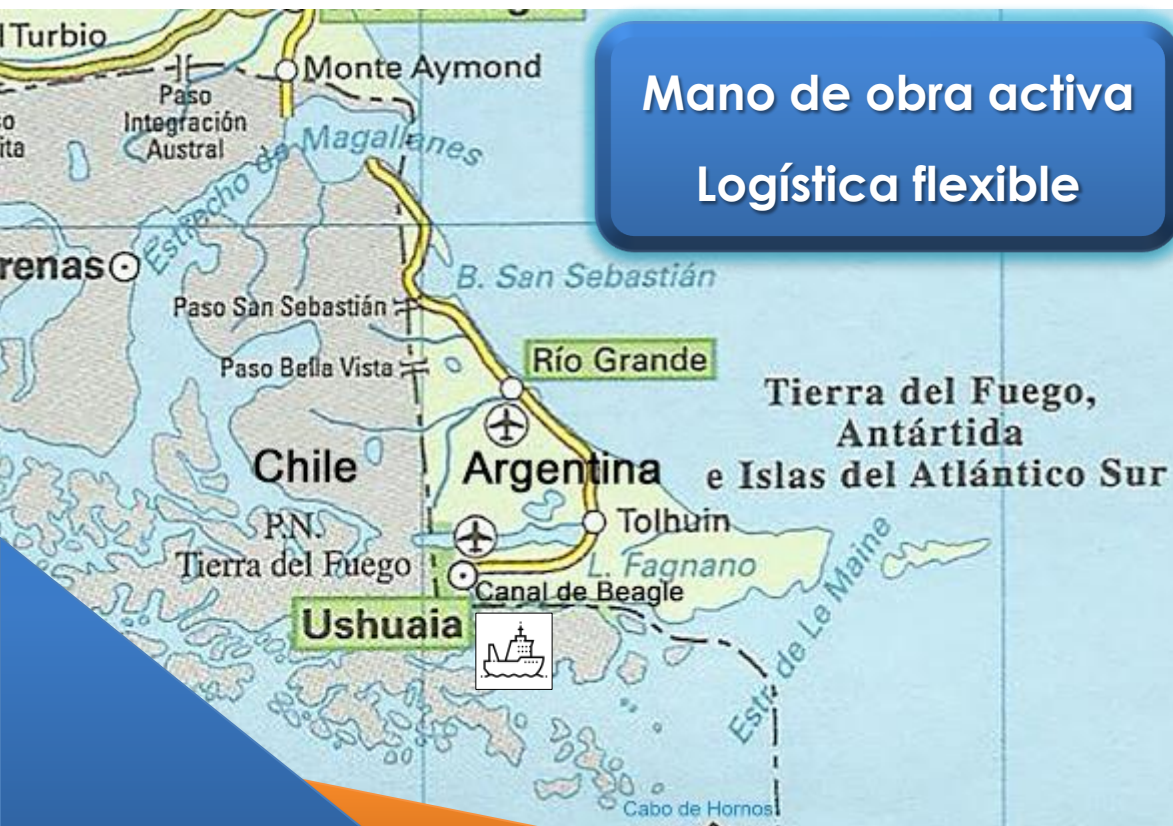 l Turbio
Monte Aymond
Mano de obra activa
Logística flexible
Paso
Integración
Austral
Estrecho de Magallanes
renas
B. San Sebastián
Paso San Sebastián
Paso Bella Vista
Río Grande
Tierra del Fuego,
Antártida
e Islas del Atlántico Sur
Chile
Argentina
P.N.
Tierra del Fuego
Tolhuin
L. Fagnano
Canal de Beagle
Ushuaia
Estr. de Le Maine
Cabo de Hornos